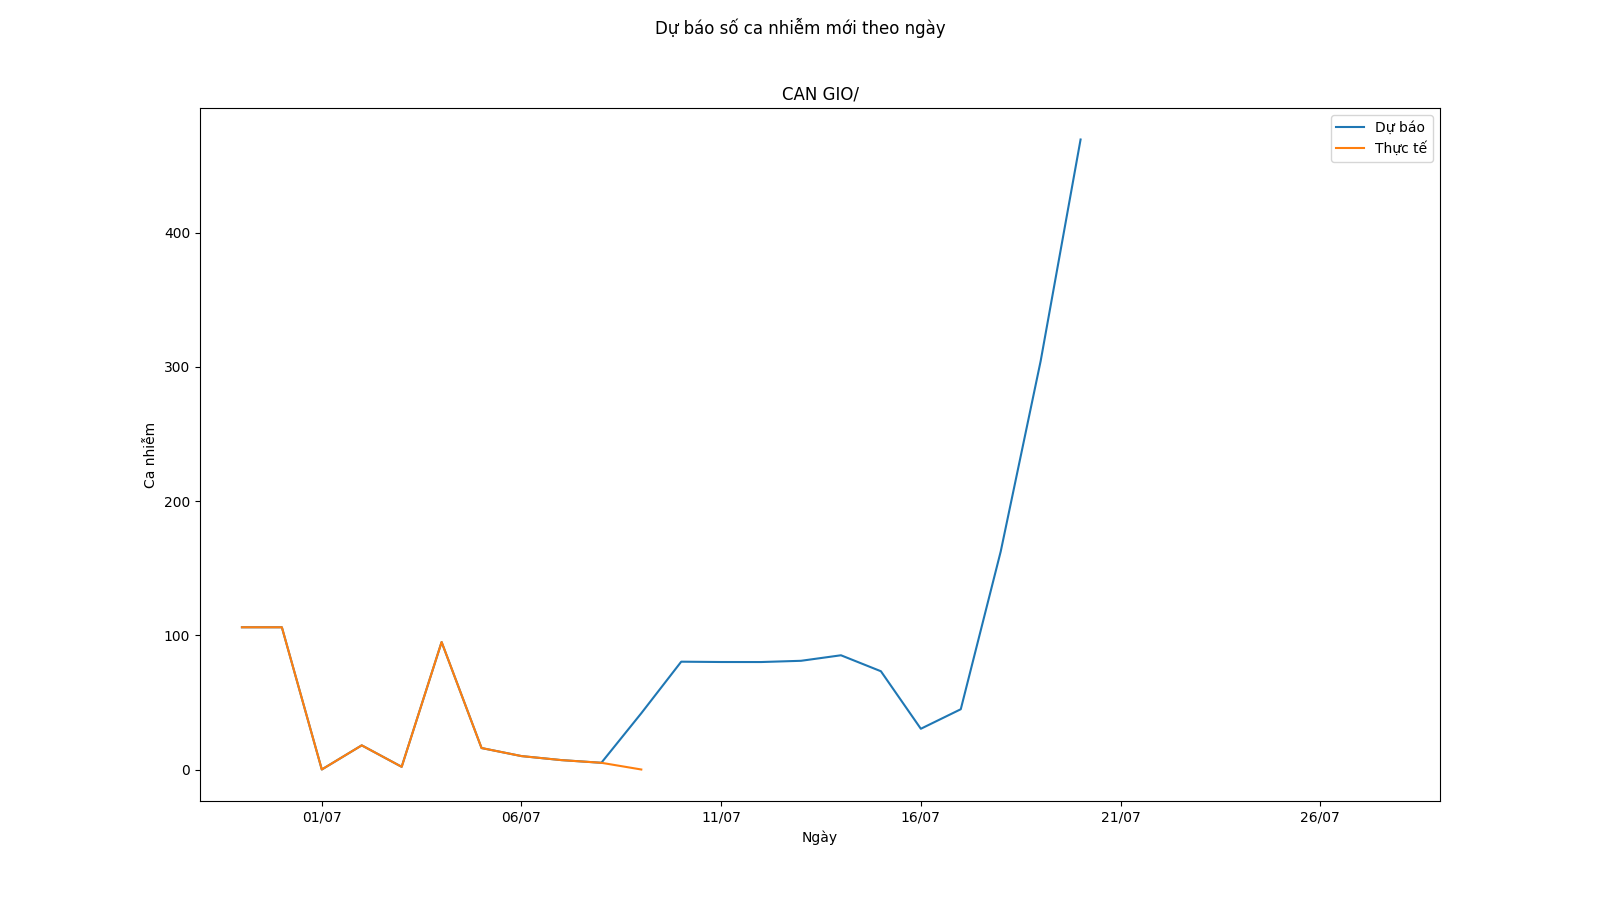 Dự báo số ca nhiễm mới theo ngày
CAN GIO/
Dự báo
Thực tế
400
300
200
100
0
Ca nhiễm
01/07
06/07
11/07
16/07
21/07
26/07
Ngày